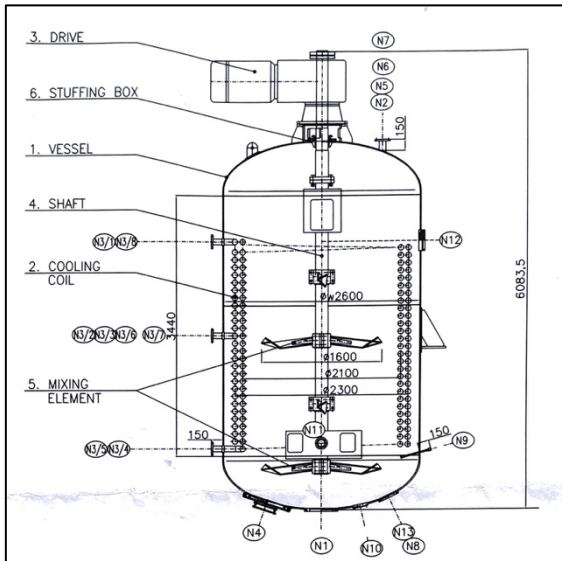 3. DRIVE
N7
N6
N5
N2
150
6. STUFFING BOX
1. VESSEL
4. SHAFT
N3/1 N3/8
N12
2. COOLING
COIL
øw2600
6083,5
3440
N3/2 N3/3 N3/6 N3/7
ø1600
ø2100
5. MIXING
ELEMENT
ø2300
N11
150
150
N9
N3/5 N3/4
N4
N1
N10
N13
N8